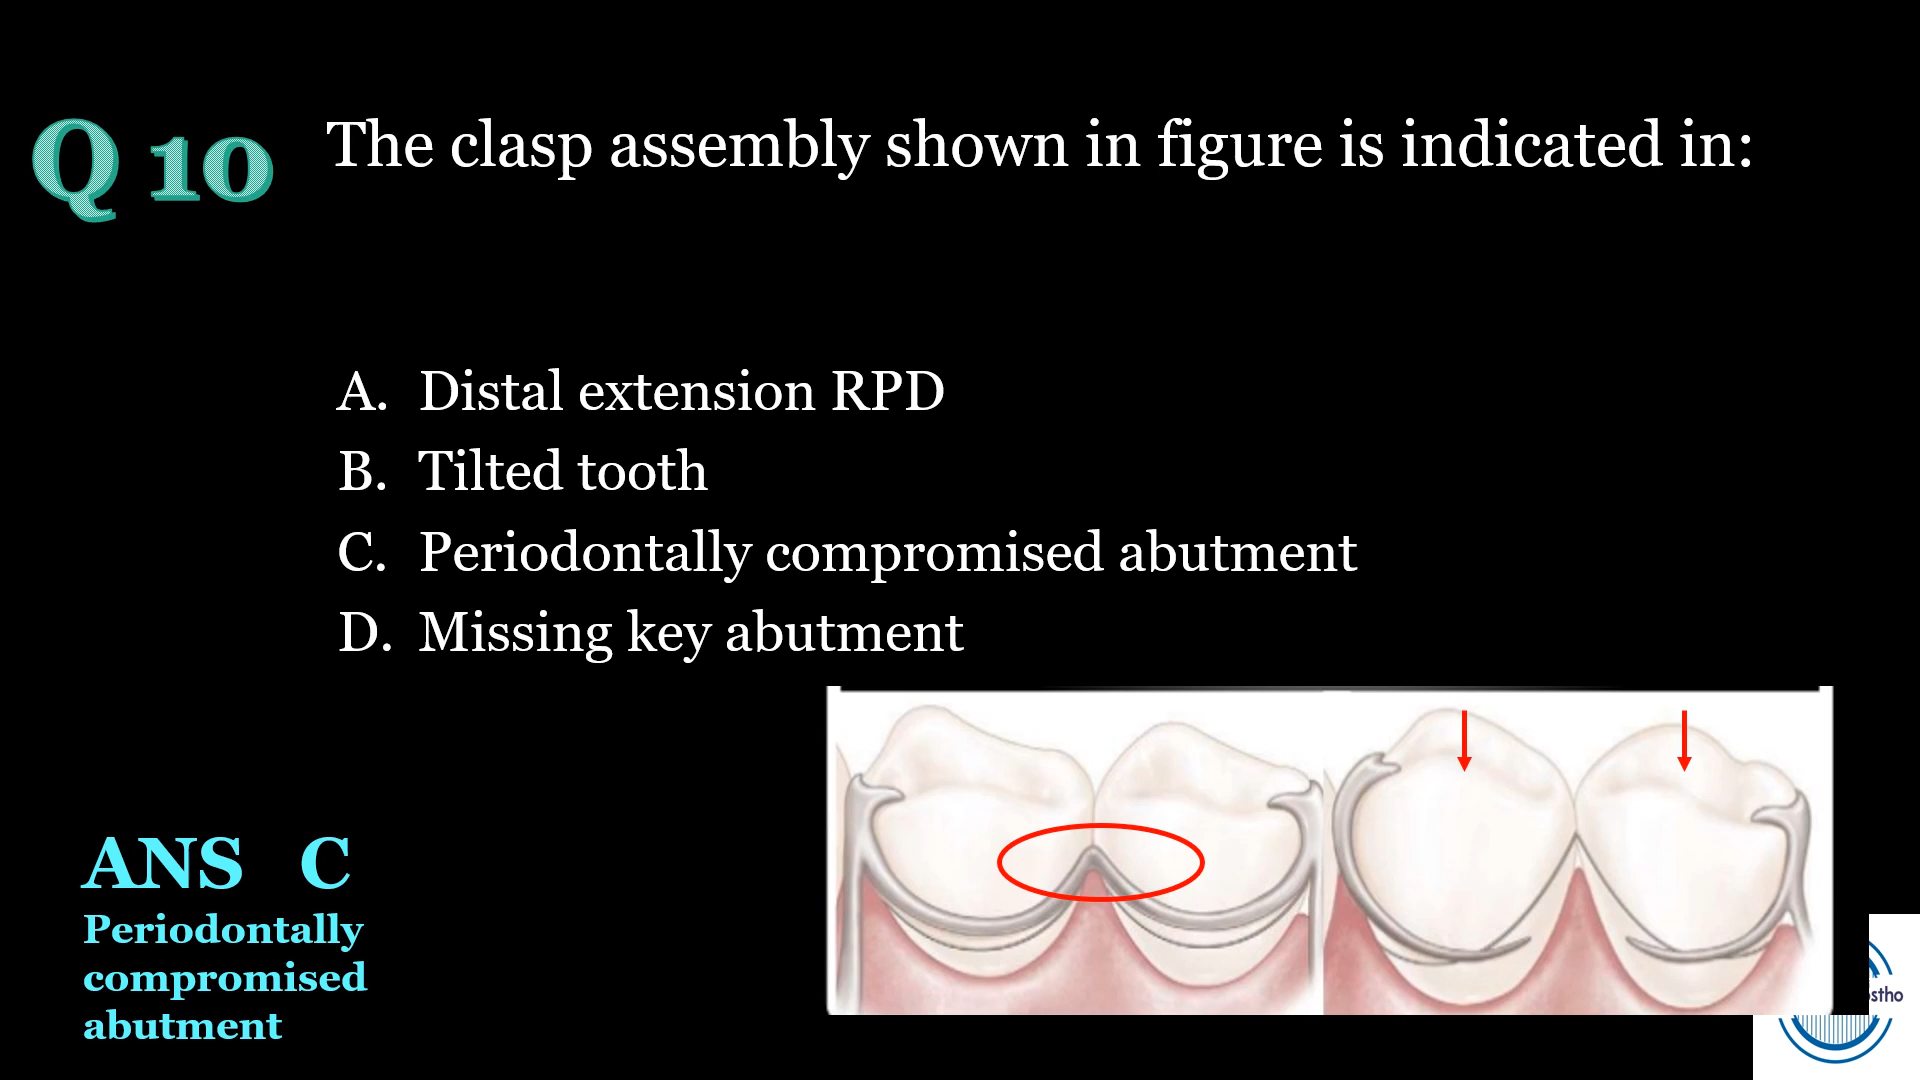 Q 10
The clasp assembly shown in figure is indicated in:
A. Distal extension RPD
B. Tilted tooth
C. Periodontally compromised abutment
D. Missing key abutment
ANS C
Periodontally
compromised
abutment